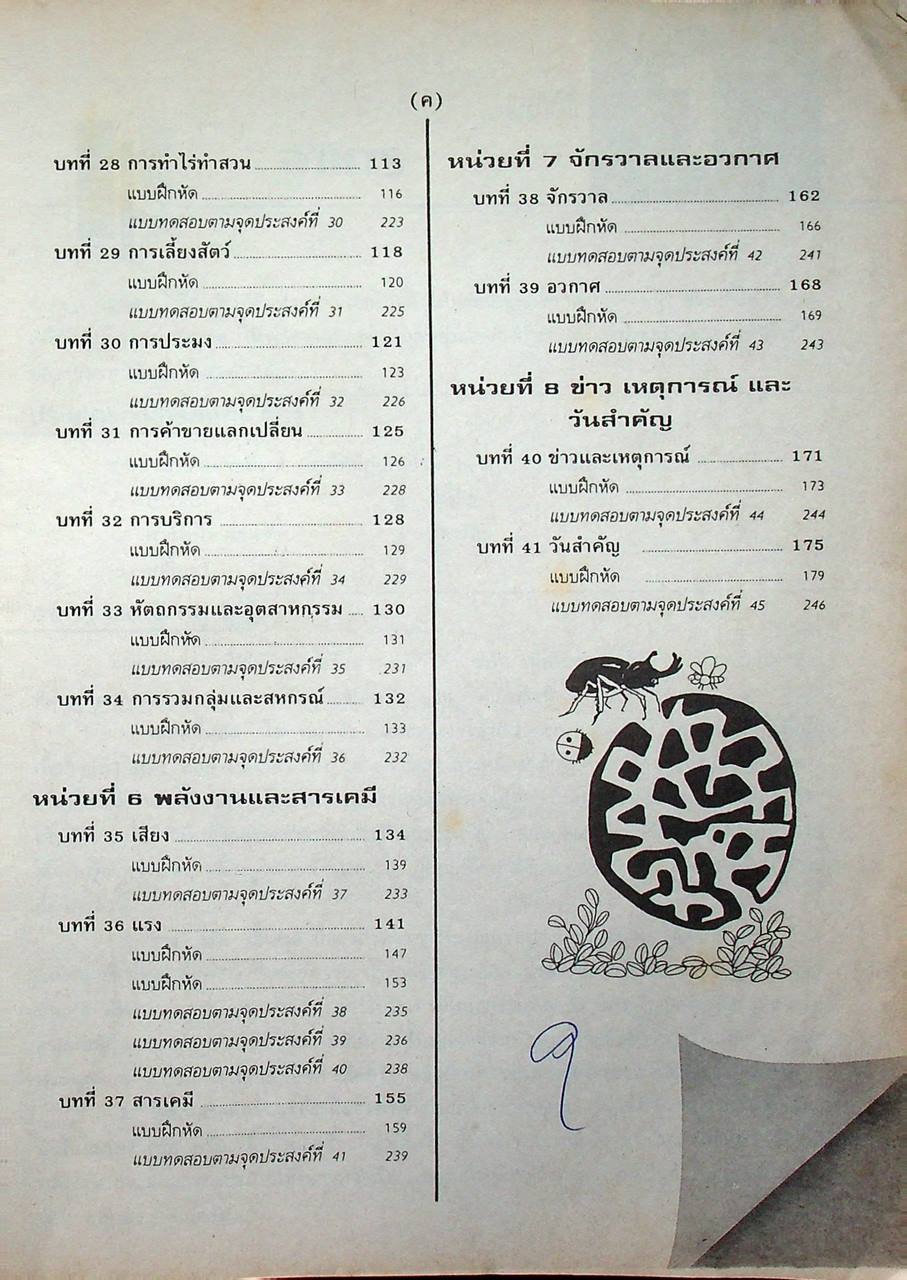 (ค)
บทที่ 28 การทำไร่ทำสวน 113
แบบฝึกหัด 116
แบบทดสอบตามจุดประสงค์ที่ 30 223
บทที่ 29 การเลี้ยงสัตว์ 118
แบบฝึกหัด 120
แบบทดสอบตามจุดประสงค์ที่ 31 225
บทที่ 30 การประมง 121
แบบฝึกหัด 123
แบบทดสอบตามจุดประสงค์ที่ 32 226
บทที่ 31 การค้าขายแลกเปลี่ยน 125
แบบฝึกหัด 126
แบบทดสอบตามจุดประสงค์ที่ 33 228
บทที่ 32 การบริการ 128
แบบฝึกหัด 129
แบบทดสอบตามจุดประสงค์ที่ 34 229
บทที่ 33 หัตถกรรมและอุตสาหกรรม 130
แบบฝึกหัด 131
แบบทดสอบตามจุดประสงค์ที่ 35 231
บทที่ 34 การรวมกลุ่มและสหกรณ์ 132
แบบฝึกหัด 133
แบบทดสอบตามจุดประสงค์ที่ 36 232
หน่วยที่ 6 พลังงานและสารเคมี
บทที่ 35 เสียง 134
แบบฝึกหัด 139
แบบทดสอบตามจุดประสงค์ที่ 37 233
บทที่ 36 แรง 141
แบบฝึกหัด 147
แบบฝึกหัด 153
แบบทดสอบตามจุดประสงค์ที่ 38 235
แบบทดสอบตามจุดประสงค์ที่ 39 236
แบบทดสอบตามจุดประสงค์ที่ 40 238
บทที่ 37 สารเคมี 155
แบบฝึกหัด 159
แบบทดสอบตามจุดประสงค์ที่ 41 239
หน่วยที่ 7 จักรวาลและอวกาศ
บทที่ 38 จักรวาล 162
แบบฝึกหัด 166
แบบทดสอบตามจุดประสงค์ที่ 42 241
บทที่ 39 อวกาศ 168
แบบฝึกหัด 169
แบบทดสอบตามจุดประสงค์ที่ 43 243
หน่วยที่ 8 ข่าว เหตุการณ์ และ
วันสำคัญ
บทที่ 40 ข่าวและเหตุการณ์ 171
แบบฝึกหัด 173
แบบทดสอบตามจุดประสงค์ที่ 44 244
บทที่ 41 วันสำคัญ 175
แบบฝึกหัด 179
แบบทดสอบตามจุดประสงค์ที่ 45 246